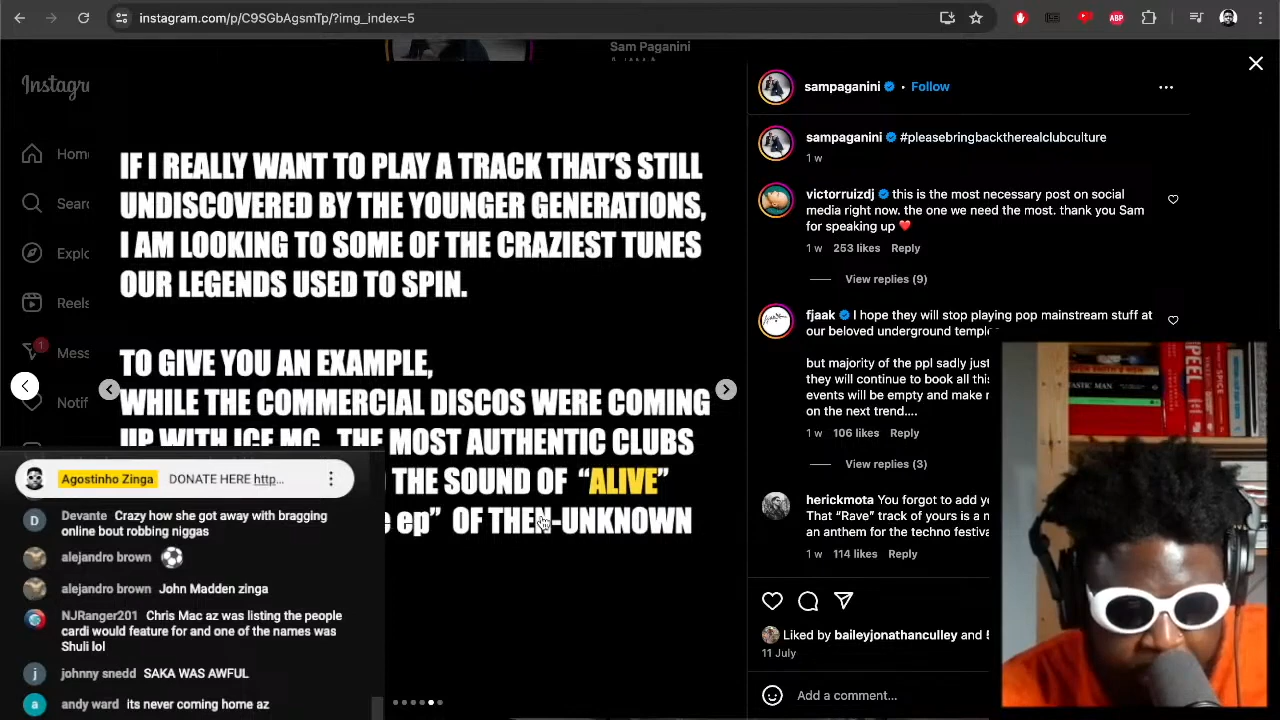 instagram.com/p/C9SGbAgsmTp/?img_index=5
ABP
Sam Paganini
Instagr
Hom
Sear
Explo
Reels
1
Mess
Notif
IF I REALLY WANT TO PLAY A TRACK THAT'S STILL
UNDISCOVERED BY THE YOUNGER GENERATIONS,
I AM LOOKING TO SOME OF THE CRAZIEST TUNES
OUR LEGENDS USED TO SPIN.
TO GIVE YOU AN EXAMPLE,
WHILE THE COMMERCIAL DISCOS WERE COMING
UP WITH ICE MC, THE MOST AUTHENTIC CLUBS
THE SOUND OF “ALIVE”
ep” OF THEN-UNKNOWN
Agostinho Zinga DONATE HERE http...
D Devante Crazy how she got away with bragging
online bout robbing niggas
alejandro brown ⚽
alejandro brown John Madden zinga
NJRanger201 Chris Mac az was listing the people
cardi would feature for and one of the names was
Shuli lol
j johnny snedd SAKA WAS AWFUL
a andy ward its never coming home az
sampaganini • Follow
sampaganini #pleasebringbacktherealclubculture
1 w
victorruizdj this is the most necessary post on social
media right now. the one we need the most. thank you Sam
for speaking up ❤️
1 w 253 likes Reply
View replies (9)
fjaak I hope they will stop playing pop mainstream stuff at
our beloved underground temple
but majority of the ppl sadly just
they will continue to book all this
events will be empty and make
on the next trend....
1 w 106 likes Reply
View replies (3)
herickmota You forgot to add
That “Rave” track of yours is a
an anthem for the techno festiva
1 w 114 likes Reply
Liked by baileyjonathanculley and
11 July
Add a comment...
TASTIC MAN
PEEL
SPICE